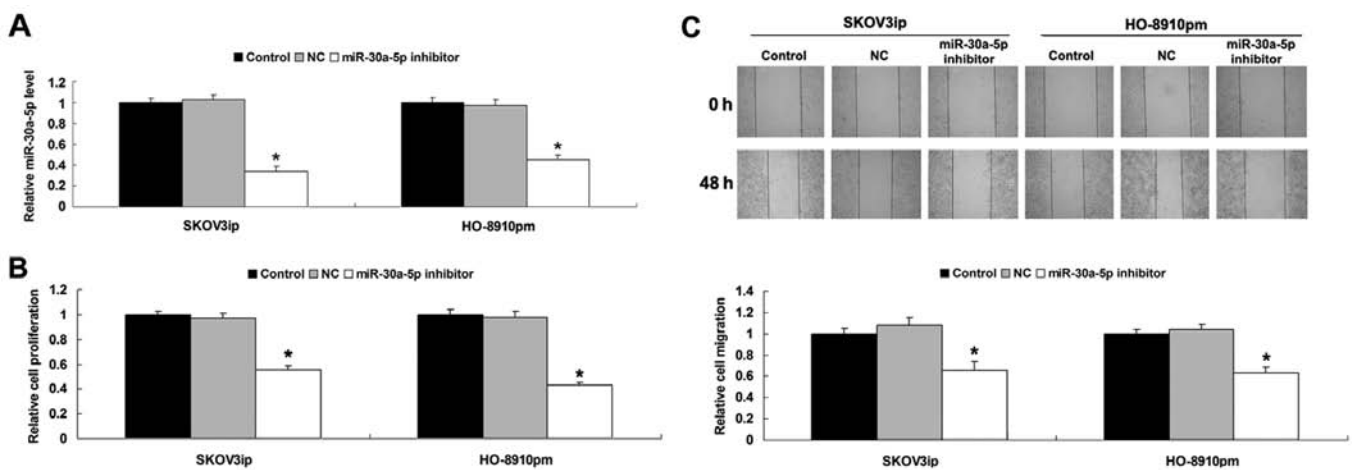 A
■ Control ■ NC □ miR-30a-5p inhibitor
Relative miR-30a-5p level
1.2
1
0.8
0.6
0.4
0.2
0
*
*
SKOV3ip
HO-8910pm
B
■ Control ■ NC □ miR-30a-5p inhibitor
Relative cell proliferation
1.2
1
0.8
0.6
0.4
0.2
0
*
*
SKOV3ip
HO-8910pm
C
SKOV3ip
HO-8910pm
Control
NC
miR-30a-5p
inhibitor
Control
NC
miR-30a-5p
inhibitor
0 h
48 h
■ Control ■ NC □ miR-30a-5p inhibitor
Relative cell migration
1.4
1.2
1
0.8
0.6
0.4
0.2
0
*
*
SKOV3ip
HO-8910pm